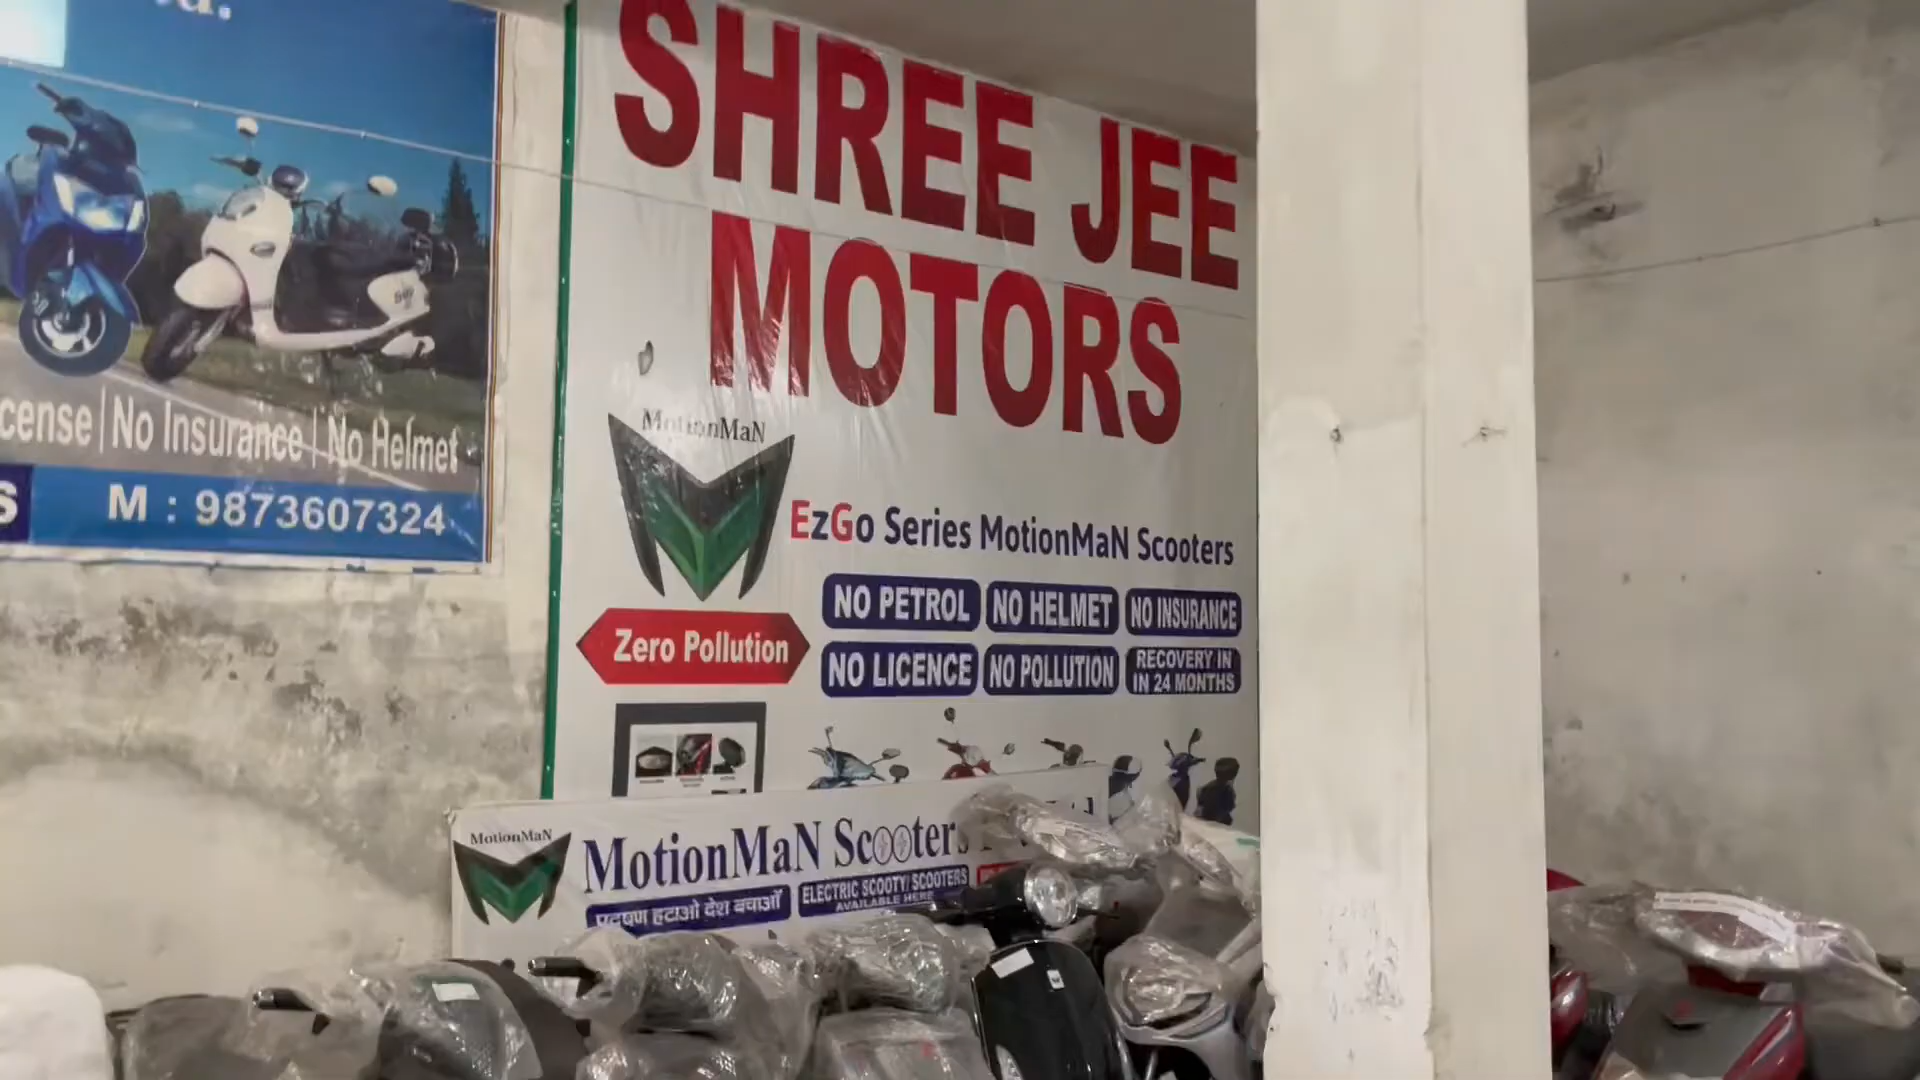 cense | No Insurance | No Helmet
S
M : 9873607324
SHREE JEE
MOTORS
MotionMaN
EzGo Series MotionMaN Scooters
Zero Pollution
NO PETROL NO HELMET NO INSURANCE
NO LICENCE NO POLLUTION RECOVERY IN
IN 24 MONTHS
MotionMaN
MotionMaN Scooters
प्रदूषण हटाओ देश बचाओ
ELECTRIC SCOOTY/SCOOTERS
AVAILABLE HERE